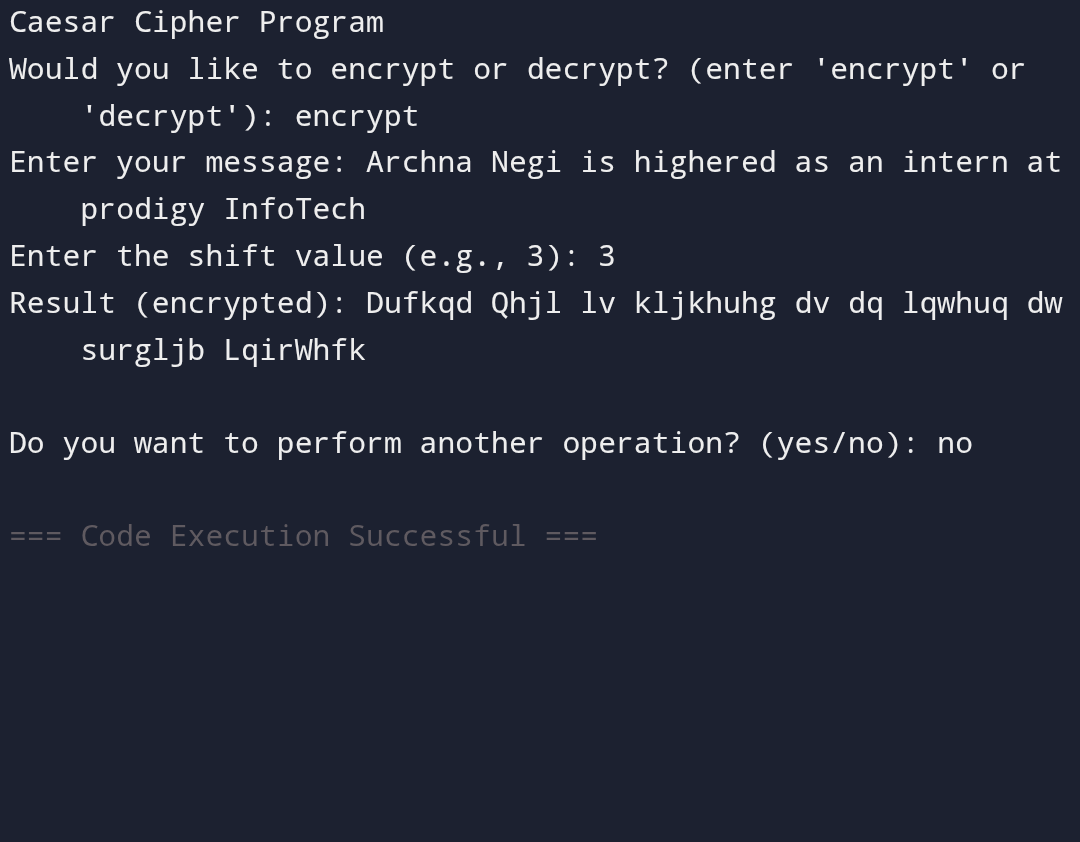 Caesar Cipher Program
Would you like to encrypt or decrypt? (enter 'encrypt' or
'decrypt'): encrypt
Enter your message: Archna Negi is highered as an intern at
prodigy InfoTech
Enter the shift value (e.g., 3): 3
Result (encrypted): Dufkqd Qhjl lv kljkhuhg dv dq lqwhuq dw
surgljb LqirWhfk
Do you want to perform another operation? (yes/no): no
=== Code Execution Successful ===